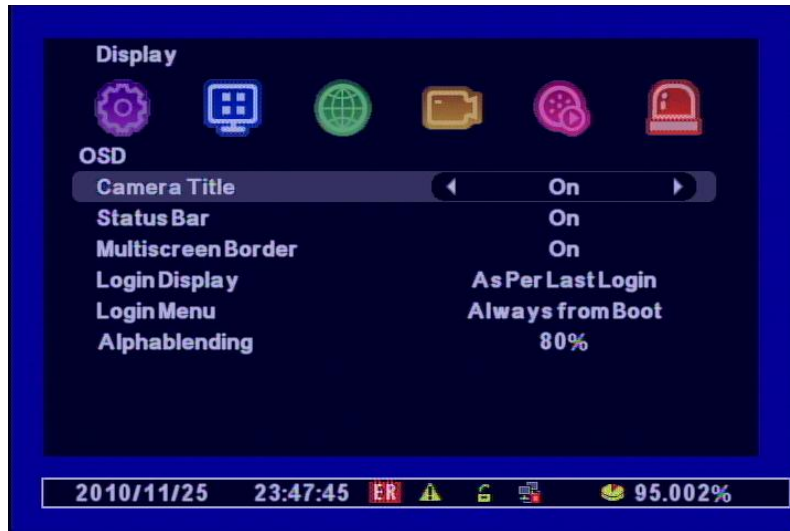 Display
OSD
Camera Title On
Status Bar On
Multiscreen Border On
Login Display As Per Last Login
Login Menu Always from Boot
Alphablending 80%
2010/11/25 23:47:45 ER 95.002%